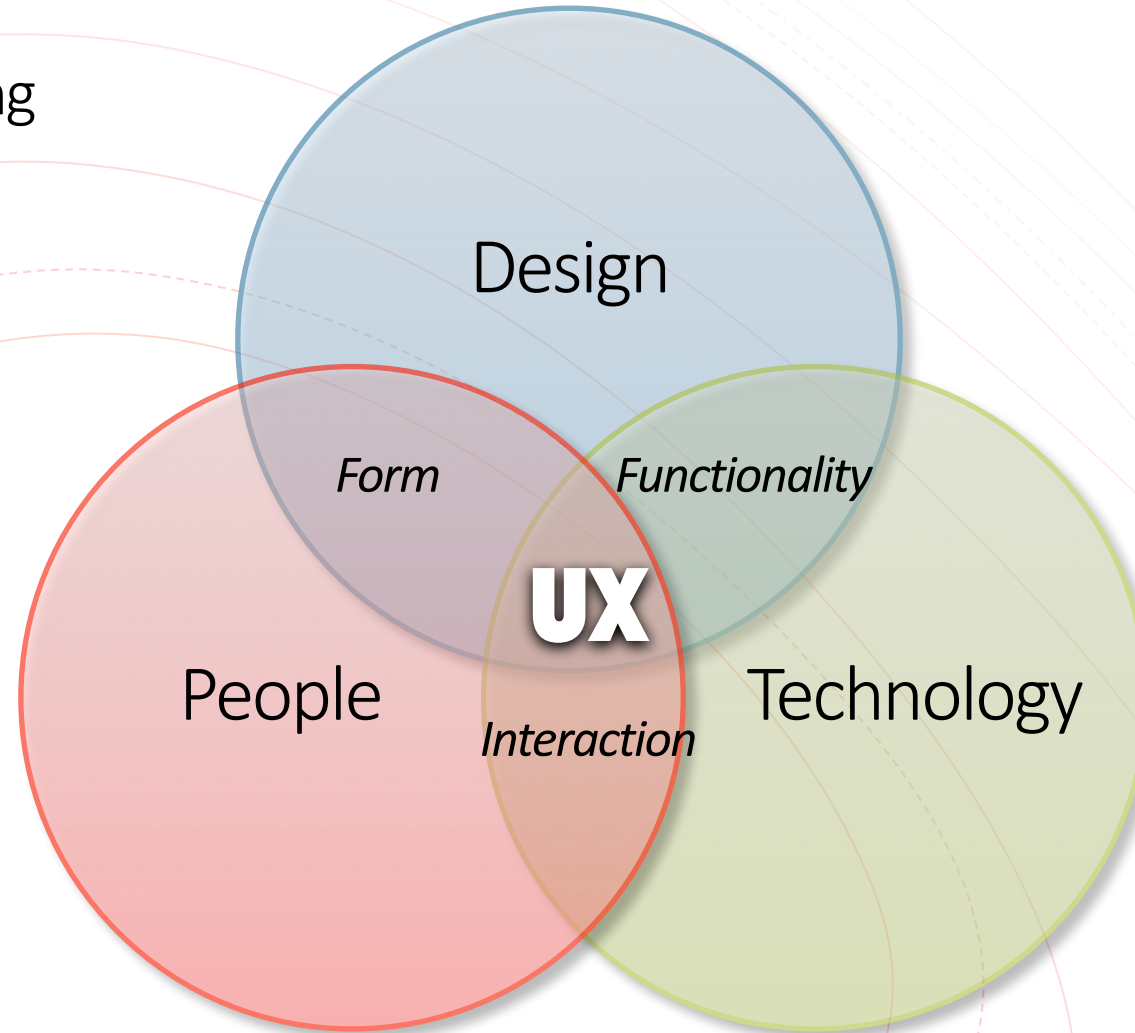 Design
Form
Functionality
UX
People
Technology
Interaction